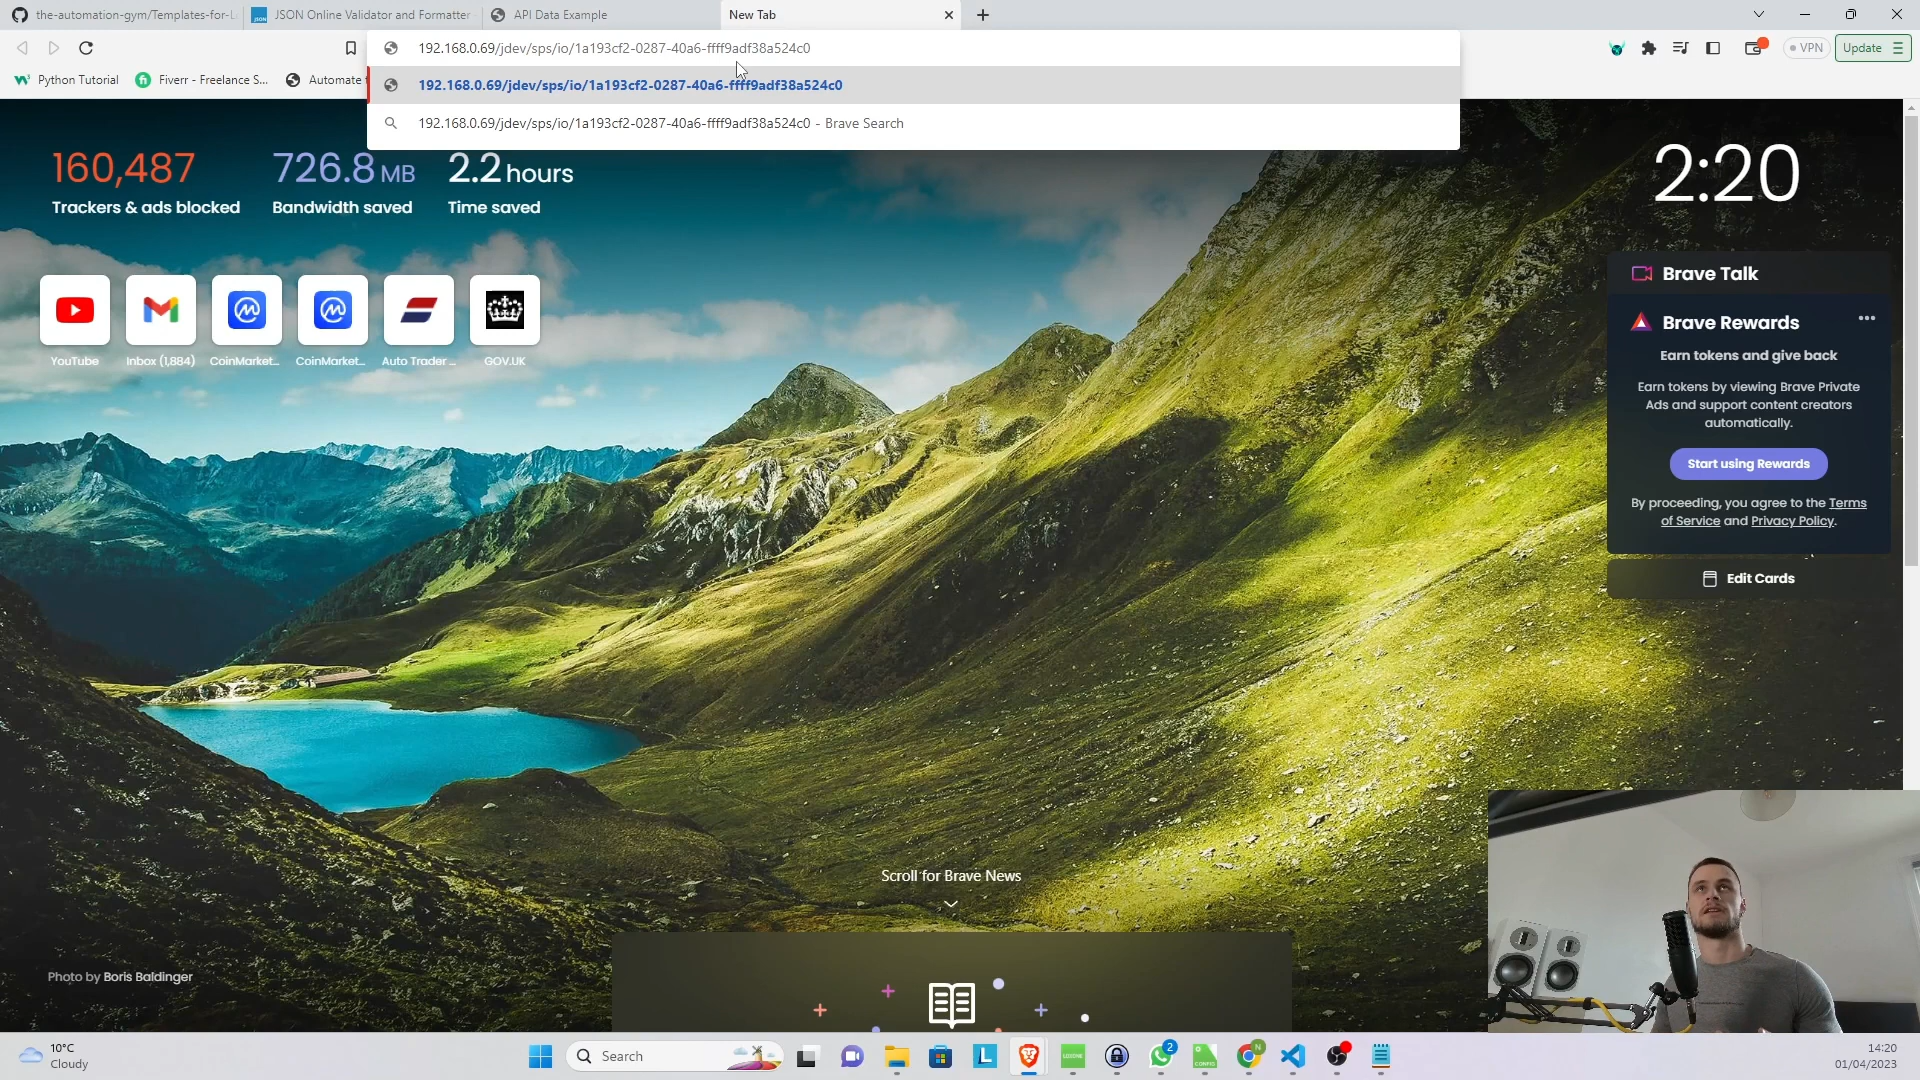 the-automation-gym/Templates-for-L
JSON Online Validator and Formatter
API Data Example
New Tab
192.168.0.69/jdev/sps/io/1a193cf2-0287-40a6-ffff9adf38a524c0
VPN
Update
Python Tutorial
Fiverr - Freelance S...
Automate
192.168.0.69/jdev/sps/io/1a193cf2-0287-40a6-ffff9adf38a524c0
192.168.0.69/jdev/sps/io/1a193cf2-0287-40a6-ffff9adf38a524c0 - Brave Search
160,487
Trackers & ads blocked
726.8 MB
Bandwidth saved
2.2 hours
Time saved
2:20
YouTube
Inbox (1,884)
CoinMarket...
CoinMarket...
Auto Trader ...
GOV.UK
Brave Talk
Brave Rewards
Earn tokens and give back
Earn tokens by viewing Brave Private
Ads and support content creators
automatically.
Start using Rewards
By proceeding, you agree to the Terms
of Service and Privacy Policy.
Edit Cards
Scroll for Brave News
Photo by Boris Baldinger
10°C
Cloudy
Search
2
N
14:20
01/04/2023